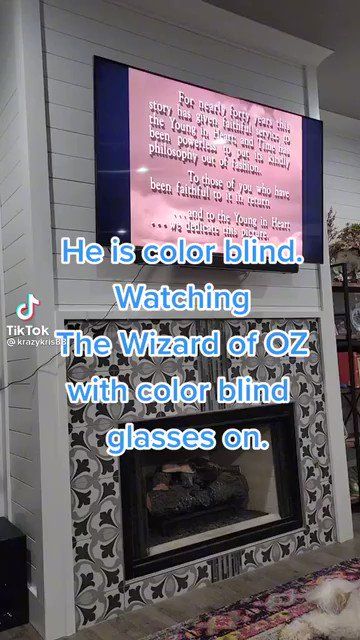 For nearly forty years this
story has given faithful service to
the Young in Heart; and Time has
been powerless to put its kindly
philosophy out of fashion.
To those of you who have
been faithful to it in return
...and to the Young in Heart
...we dedicate this picture.
He is color blind.
Watching
The Wizard of OZ
with color blind
glasses on.
TikTok
@krazykris83